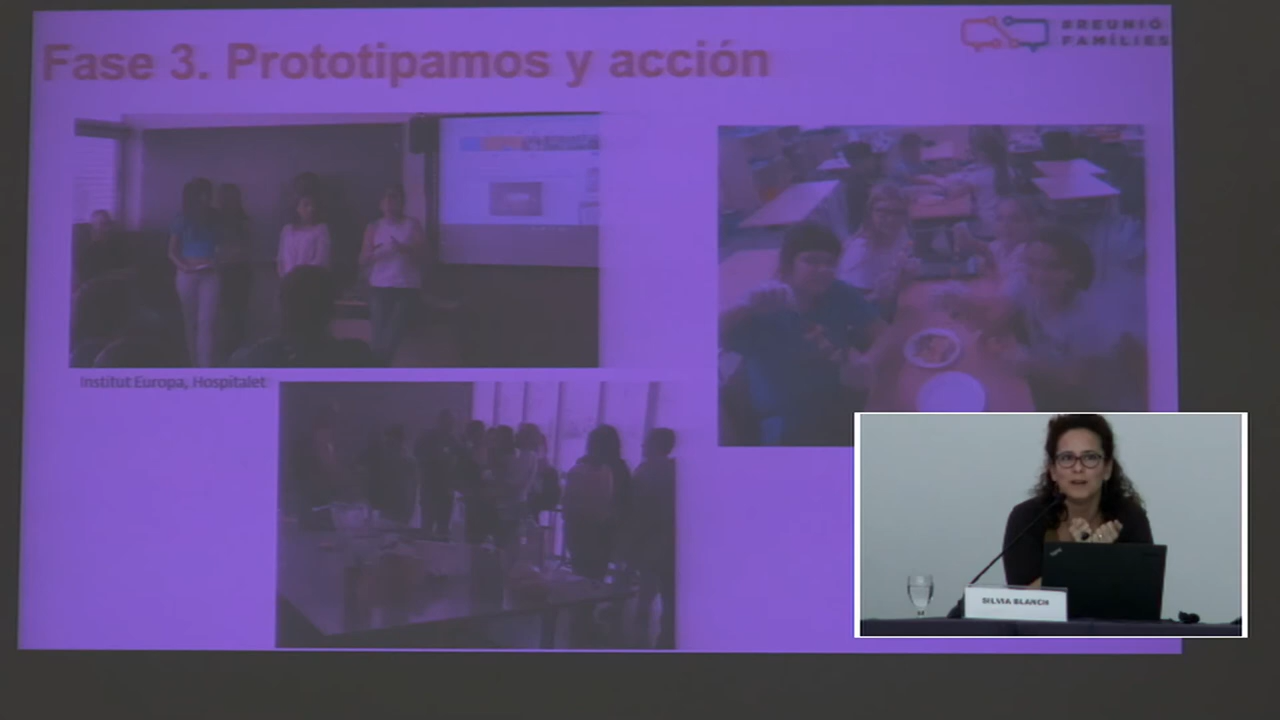 Fase 3. Prototipamos y acción
#REUNIÓ
FAMÍLIES
Institut Europa, Hospitalet
SILVIA BLANCH